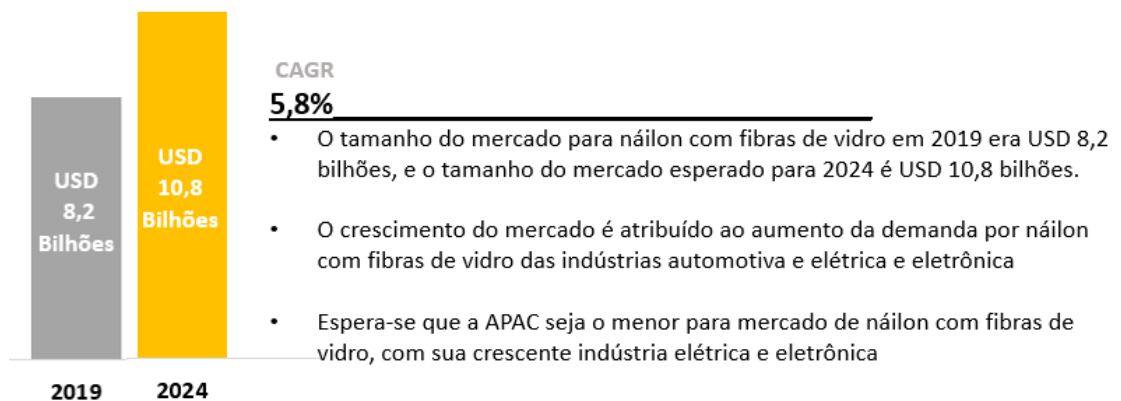 USD
8,2
Bilhões
USD
10,8
Bilhões
2019
2024
CAGR
5,8%
• O tamanho do mercado para náilon com fibras de vidro em 2019 era USD 8,2
bilhões, e o tamanho do mercado esperado para 2024 é USD 10,8 bilhões.
• O crescimento do mercado é atribuído ao aumento da demanda por náilon
com fibras de vidro das indústrias automotiva e elétrica e eletrônica
• Espera-se que a APAC seja o menor para mercado de náilon com fibras de
vidro, com sua crescente indústria elétrica e eletrônica